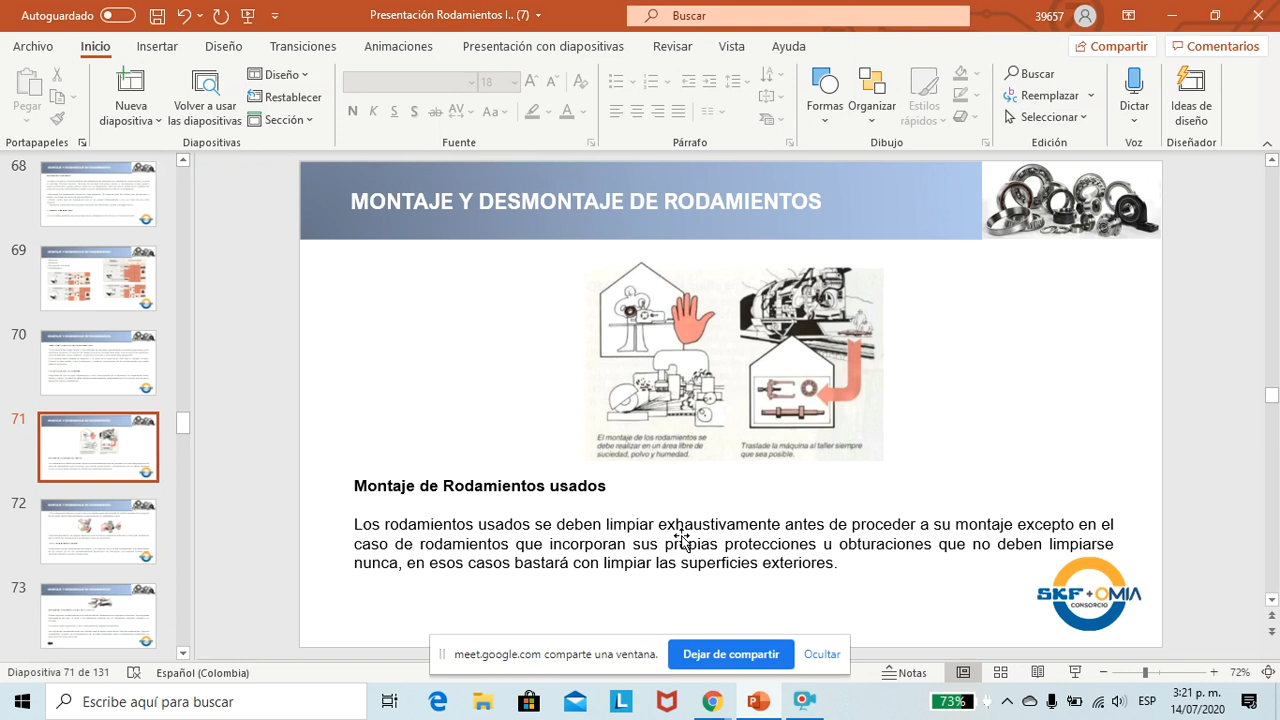 Autoguardado
Presentación Rodamientos I.. (7)
Buscar
39657
Archivo
Inicio
Insertar
Diseño
Transiciones
Animaciones
Presentación con diapositivas
Revisar
Vista
Ayuda
Compartir
Comentarios
Pegar
Nueva diapositiva
Volver a usar las diapositivas
Diseño
Restablecer
Sección
18
N K S S ab AV Aa A
Formas
Organizar
Estilos rápidos
Buscar
Reemplazar
Seleccionar
Dictar
Ideas de diseño
Portapapeles
Diapositivas
Fuente
Párrafo
Dibujo
Edición
Voz
Diseñador
68
69
70
71
72
73
MONTAJE Y DESMONTAJE DE RODAMIENTOS
El montaje de los rodamientos se
debe realizar en un área libre de
suciedad, polvo y humedad.
Traslade la máquina al taller siempre
que sea posible.
Montaje de Rodamientos usados
Los rodamientos usados se deben limpiar exhaustivamente antes de proceder a su montaje excepto en el
caso de rodamientos que incorporan sus propias protecciones u obturaciones que no deben limpiarse
nunca, en esos casos bastará con limpiar las superficies exteriores.
SKF + OMIA
CONSORCIO
meet.google.com comparte una ventana.
Dejar de compartir
Ocultar
Diapositiva 71 de 131
Español (Colombia)
Notas
72%
Escribe aquí para buscar
73%
ESP
3:21 p. m.
14/07/2020